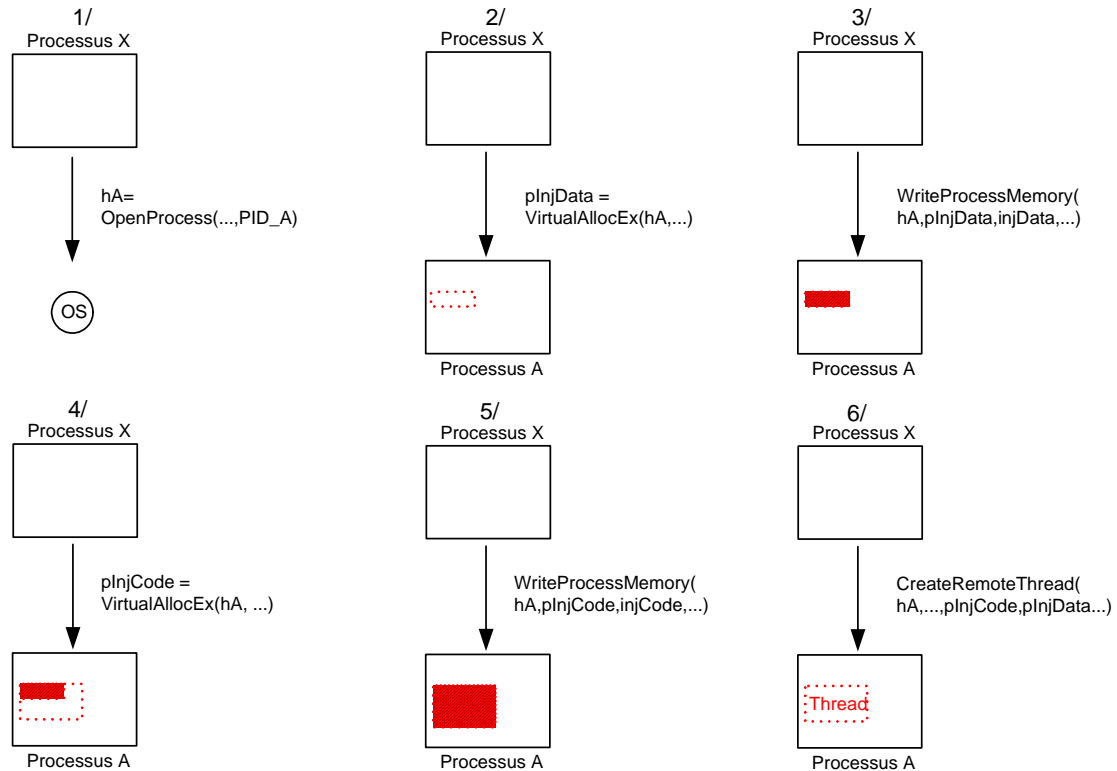 1/
Processus X
hA=
OpenProcess(...,PID_A)
OS
2/
Processus X
pInjData =
VirtualAllocEx(hA,...)
Processus A
3/
Processus X
WriteProcessMemory(
hA,pInjData,injData,...)
Processus A
4/
Processus X
pInjCode =
VirtualAllocEx(hA, ...)
Processus A
5/
Processus X
WriteProcessMemory(
hA,pInjCode,injCode,...)
Processus A
6/
Processus X
CreateRemoteThread(
hA,...,pInjCode,pInjData...)
Thread
Processus A